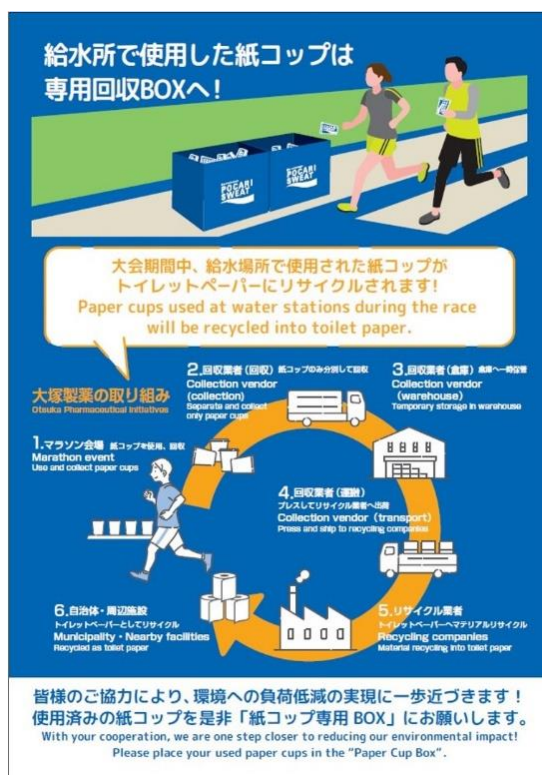 給水所で使用した紙コップは
専用回収BOXへ！
POCARI
SWEAT
POCARI
SWEAT
大会期間中、給水場所で使用された紙コップが
トイレットペーパーにリサイクルされます!
Paper cups used at water stations during the race
will be recycled into toilet paper.
大塚製薬の取り組み
Otsuka Pharmaceutical Initiatives
1.マラソン会場 紙コップを使用、回収
Marathon event
Use and collect paper cups
2.回収業者(回収) 紙コップのみ分別して回収
Collection vendor
(collection)
Separate and collect
only paper cups
3.回収業者(倉庫) 倉庫へ一時保管
Collection vendor
(warehouse)
Temporary storage in warehouse
4.回収業者(運搬)
プレスしてリサイクル業者へ出荷
Collection vendor (transport)
Press and ship to recycling companies
5.リサイクル業者
トイレットペーパーへマテリアルリサイクル
Recycling companies
Material recycling into toilet paper
6.自治体・周辺施設
トイレットペーパーとしてリサイクル
Municipality・Nearby facilities
Recycled as toilet paper
皆様のご協力により、環境への負荷低減の実現に一歩近づきます！
使用済みの紙コップを是非「紙コップ専用 BOX」にお願いします。
With your cooperation, we are one step closer to reducing our environmental impact!
Please place your used paper cups in the "Paper Cup Box".